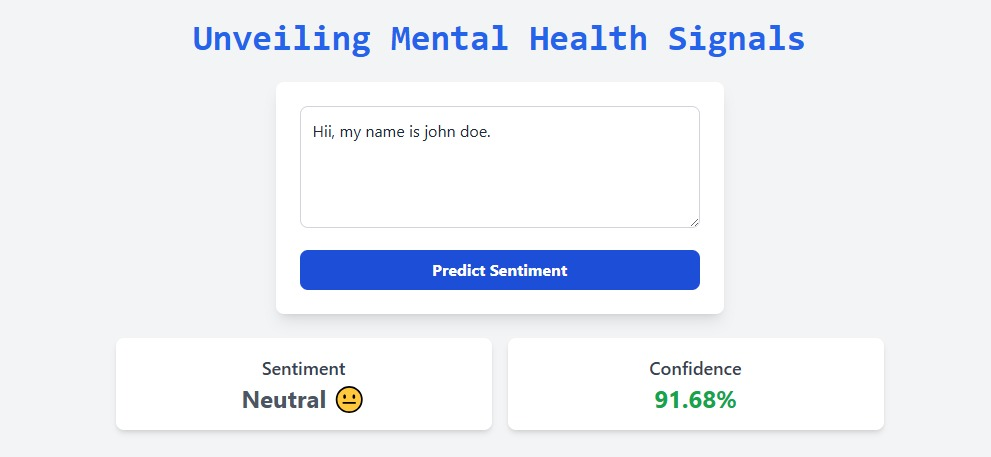 Unveiling Mental Health Signals
Hii, my name is john doe.
Predict Sentiment
Sentiment
Neutral 😐
Confidence
91.68%